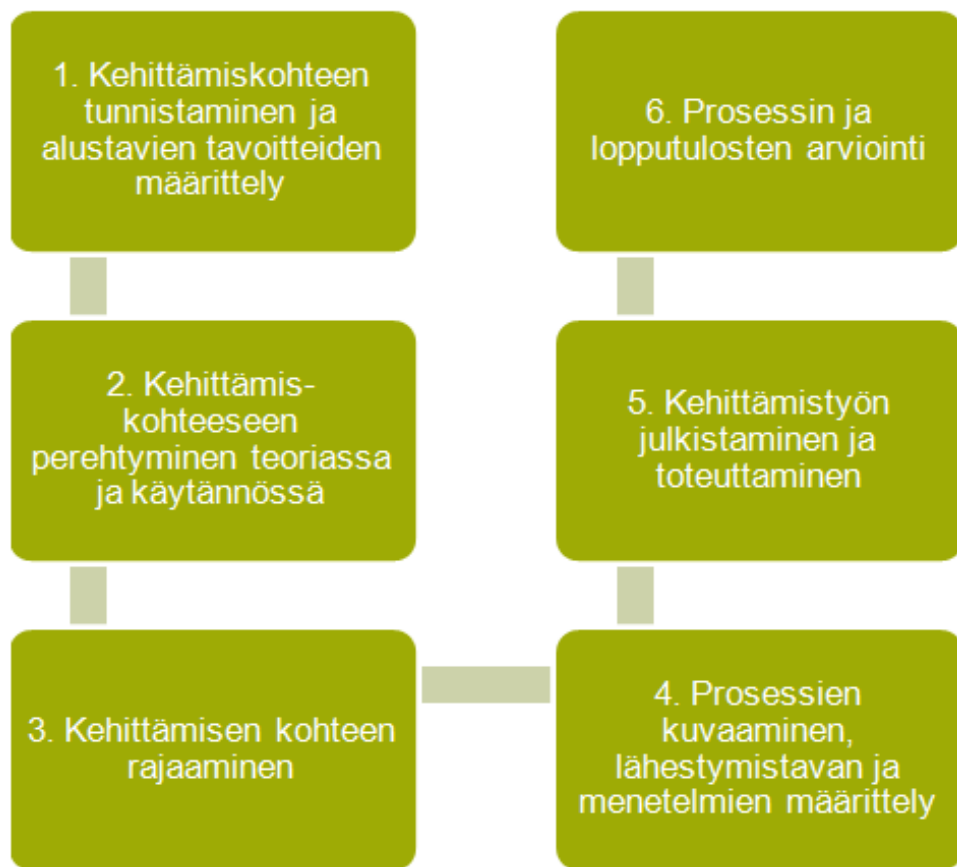 1. Kehittämiskohteen
tunnistaminen ja
alustavien tavoitteiden
määrittely
2. Kehittämis-
kohteeseen
perehtyminen teoriassa
ja käytännössä
3. Kehittämisen kohteen
rajaaminen
4. Prosessien
kuvaaminen,
lähestymistavan ja
menetelmien määrittely
5. Kehittämistyön
julkistaminen ja
toteuttaminen
6. Prosessin ja
lopputulosten arviointi